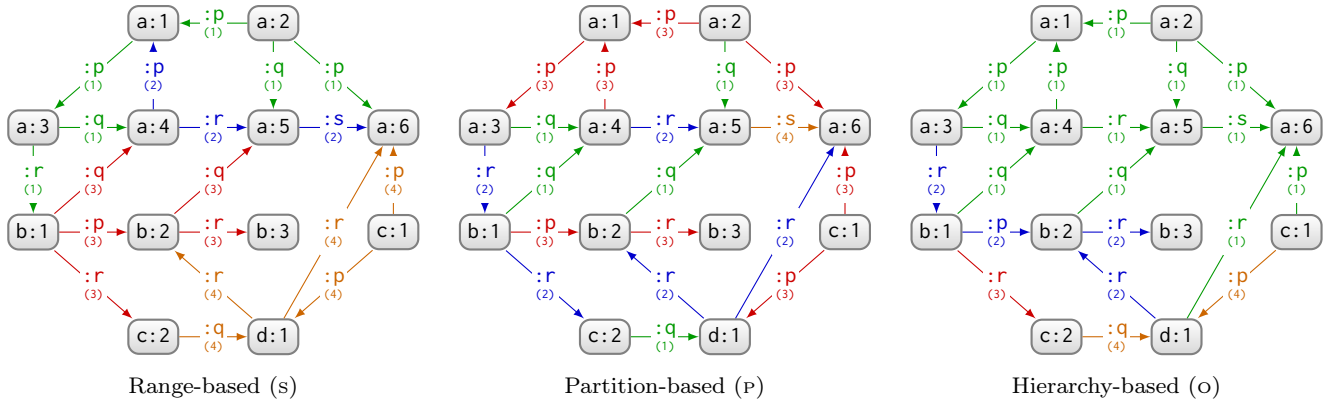 a:1 :p (1) a:2
:p (1) :p (2) :q (1) :p (1)
a:3 :q (1) a:4 :r (2) a:5 :s (2) a:6
:r (1) :q (3) :q (3) :p (4)
b:1 :p (3) b:2 :r (3) b:3 :r (4) c:1
:r (3) :r (4) :p (4)
c:2 :q (4) d:1
Range-based (S)
a:1 :p (3) a:2
:p (3) :p (3) :q (1) :p (3)
a:3 :q (1) a:4 :r (2) a:5 :s (4) a:6
:r (2) :q (1) :q (1) :p (3)
b:1 :p (3) b:2 :r (3) b:3 :r (2) c:1
:r (2) :r (2) :p (3)
c:2 :q (1) d:1
Partition-based (P)
a:1 :p (1) a:2
:p (1) :p (1) :q (1) :p (1)
a:3 :q (1) a:4 :r (1) a:5 :s (1) a:6
:r (2) :q (1) :q (1) :p (1)
b:1 :p (2) b:2 :r (2) b:3 :r (1) c:1
:r (3) :r (2) :p (4)
c:2 :q (4) d:1
Hierarchy-based (O)